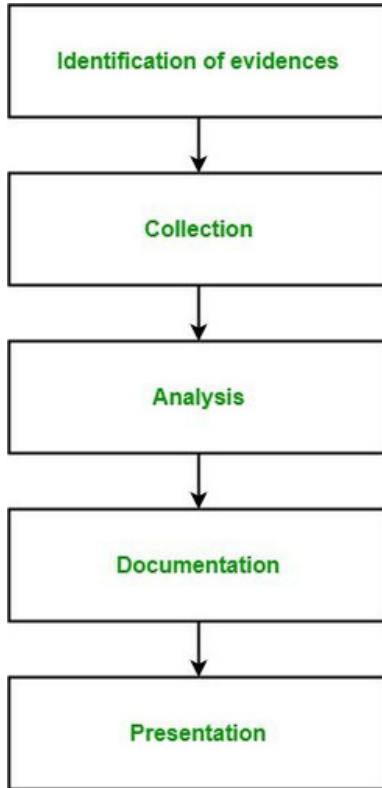 Identification of evidences
Collection
Analysis
Documentation
Presentation